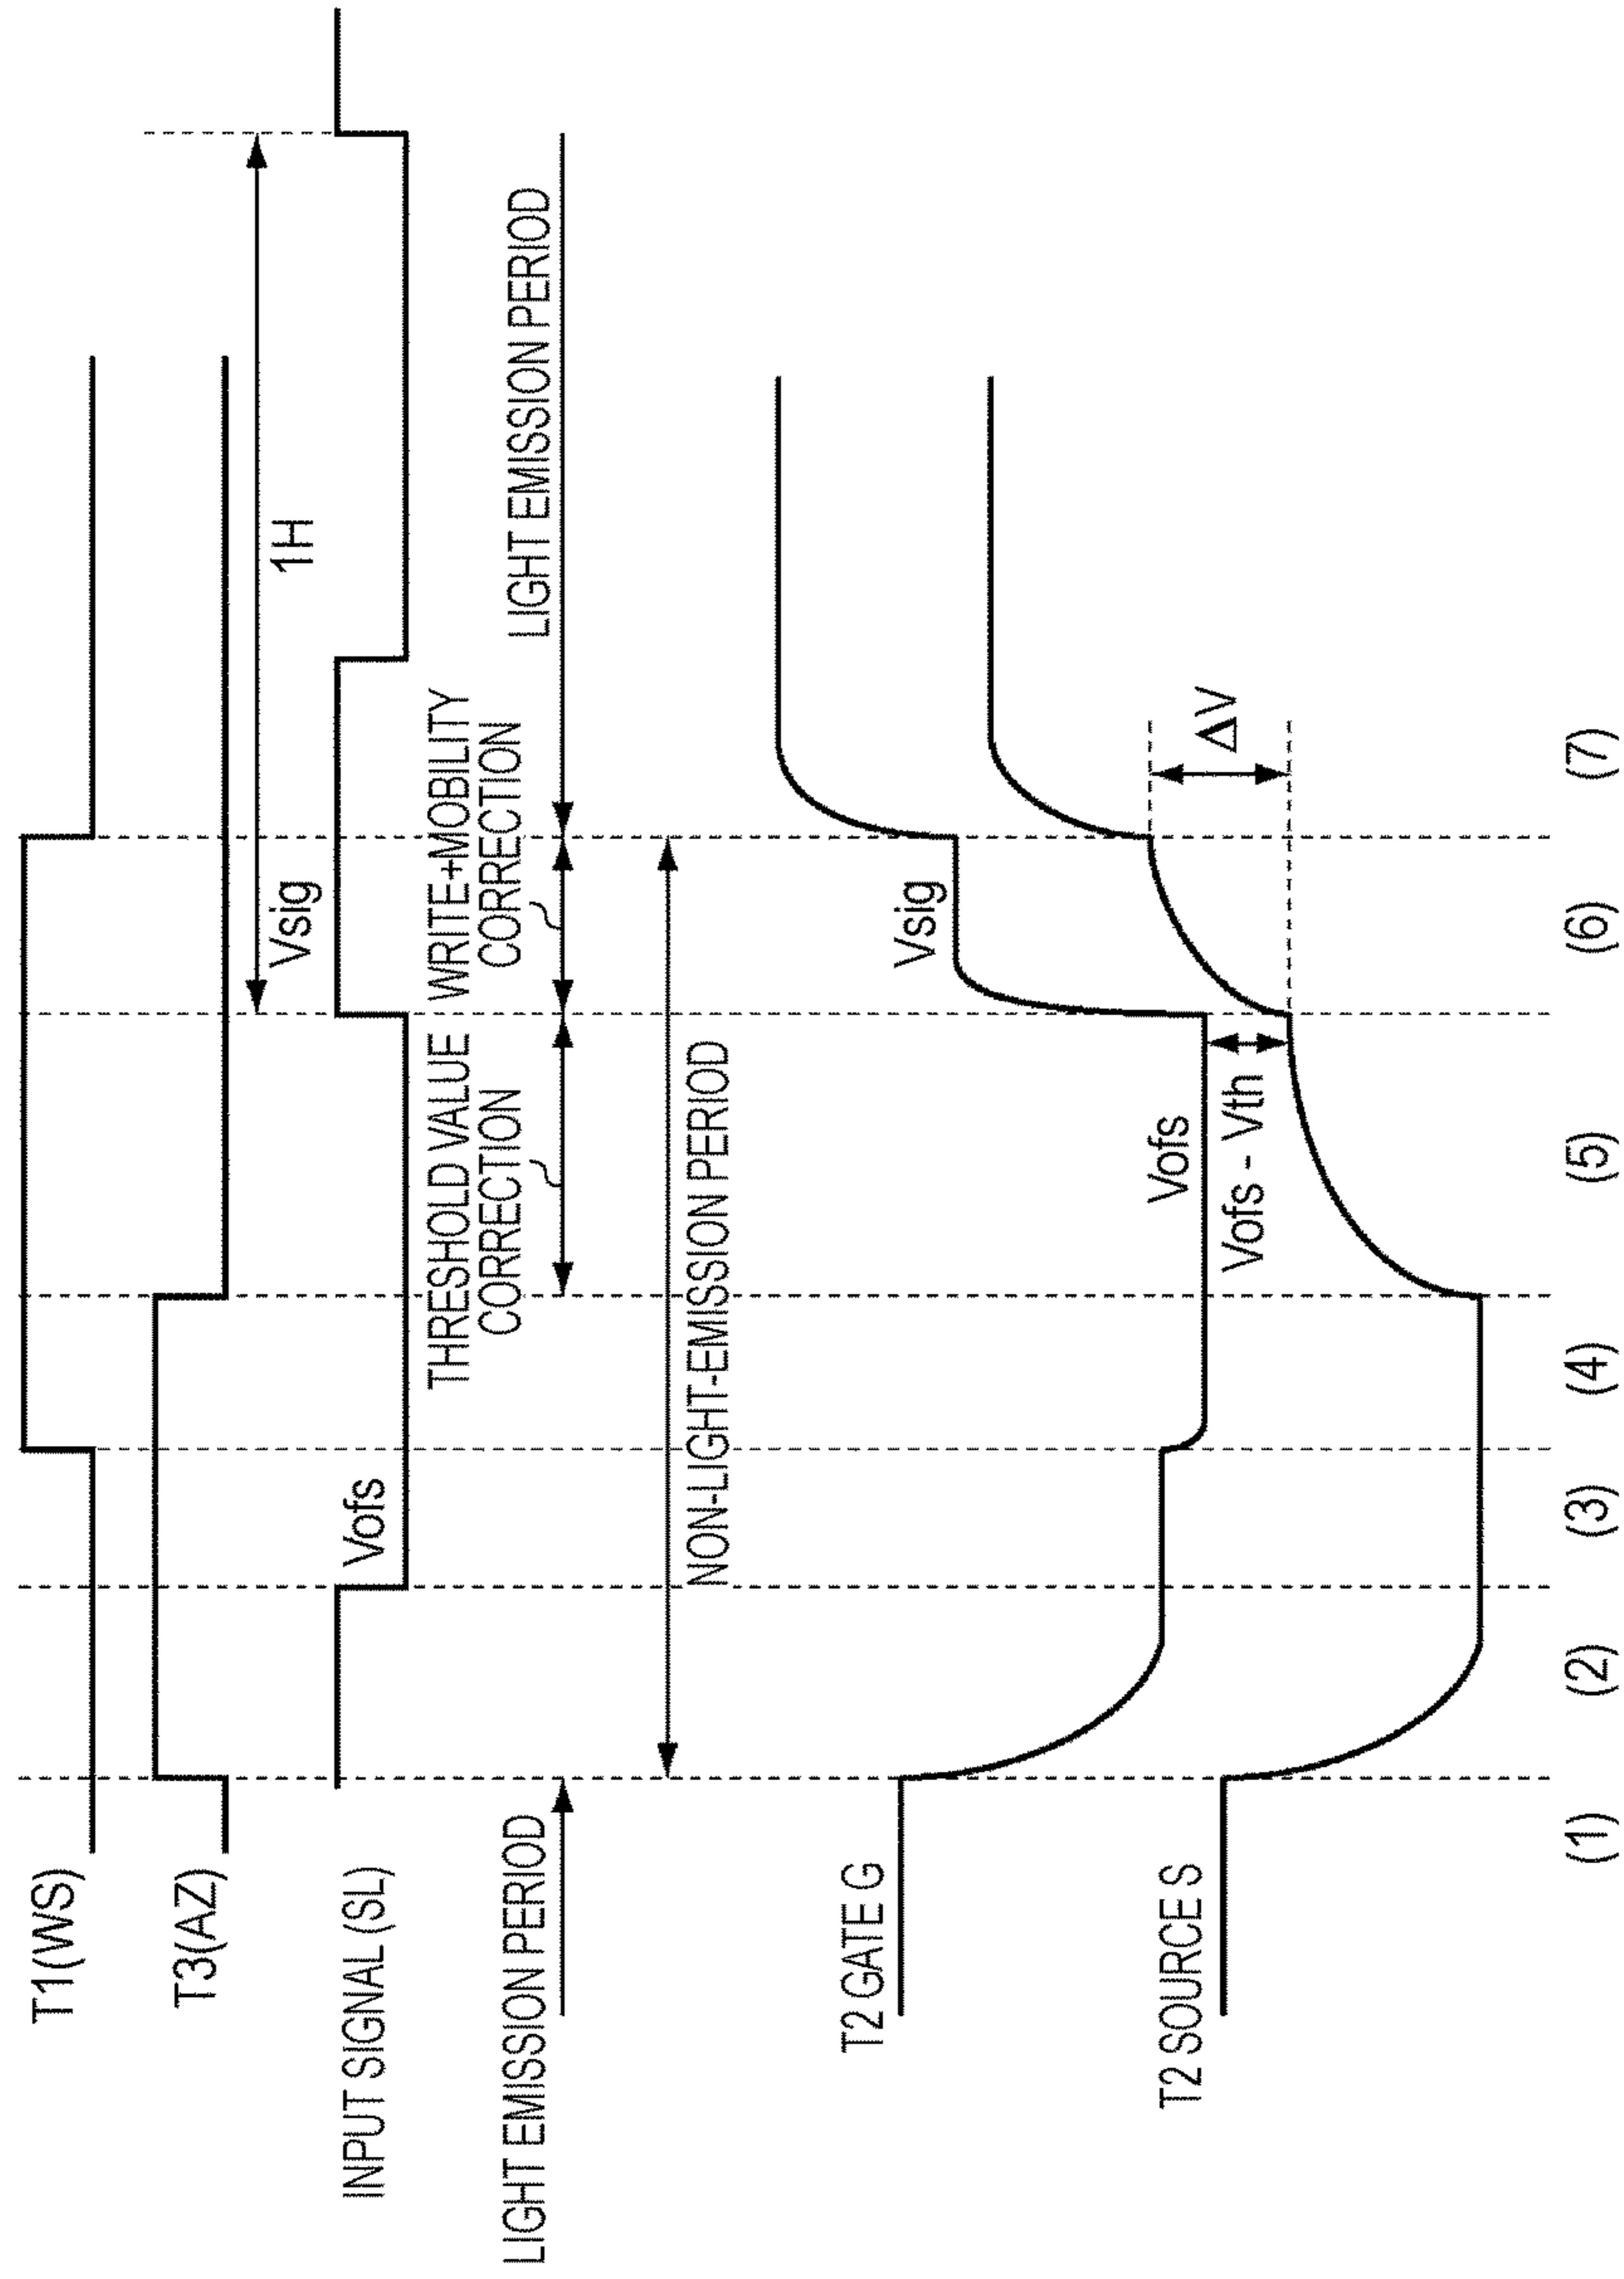 T1(WS)
T3(AZ)
1H
INPUT SIGNAL (SL)
Vofs
Vsig
LIGHT EMISSION PERIOD
THRESHOLD VALUE
CORRECTION
WRITE+MOBILITY
CORRECTION
LIGHT EMISSION PERIOD
NON-LIGHT-EMISSION PERIOD
T2 GATE G
Vsig
Vofs
T2 SOURCE S
Vofs - Vth
ΔV
(1)
(2)
(3)
(4)
(5)
(6)
(7)